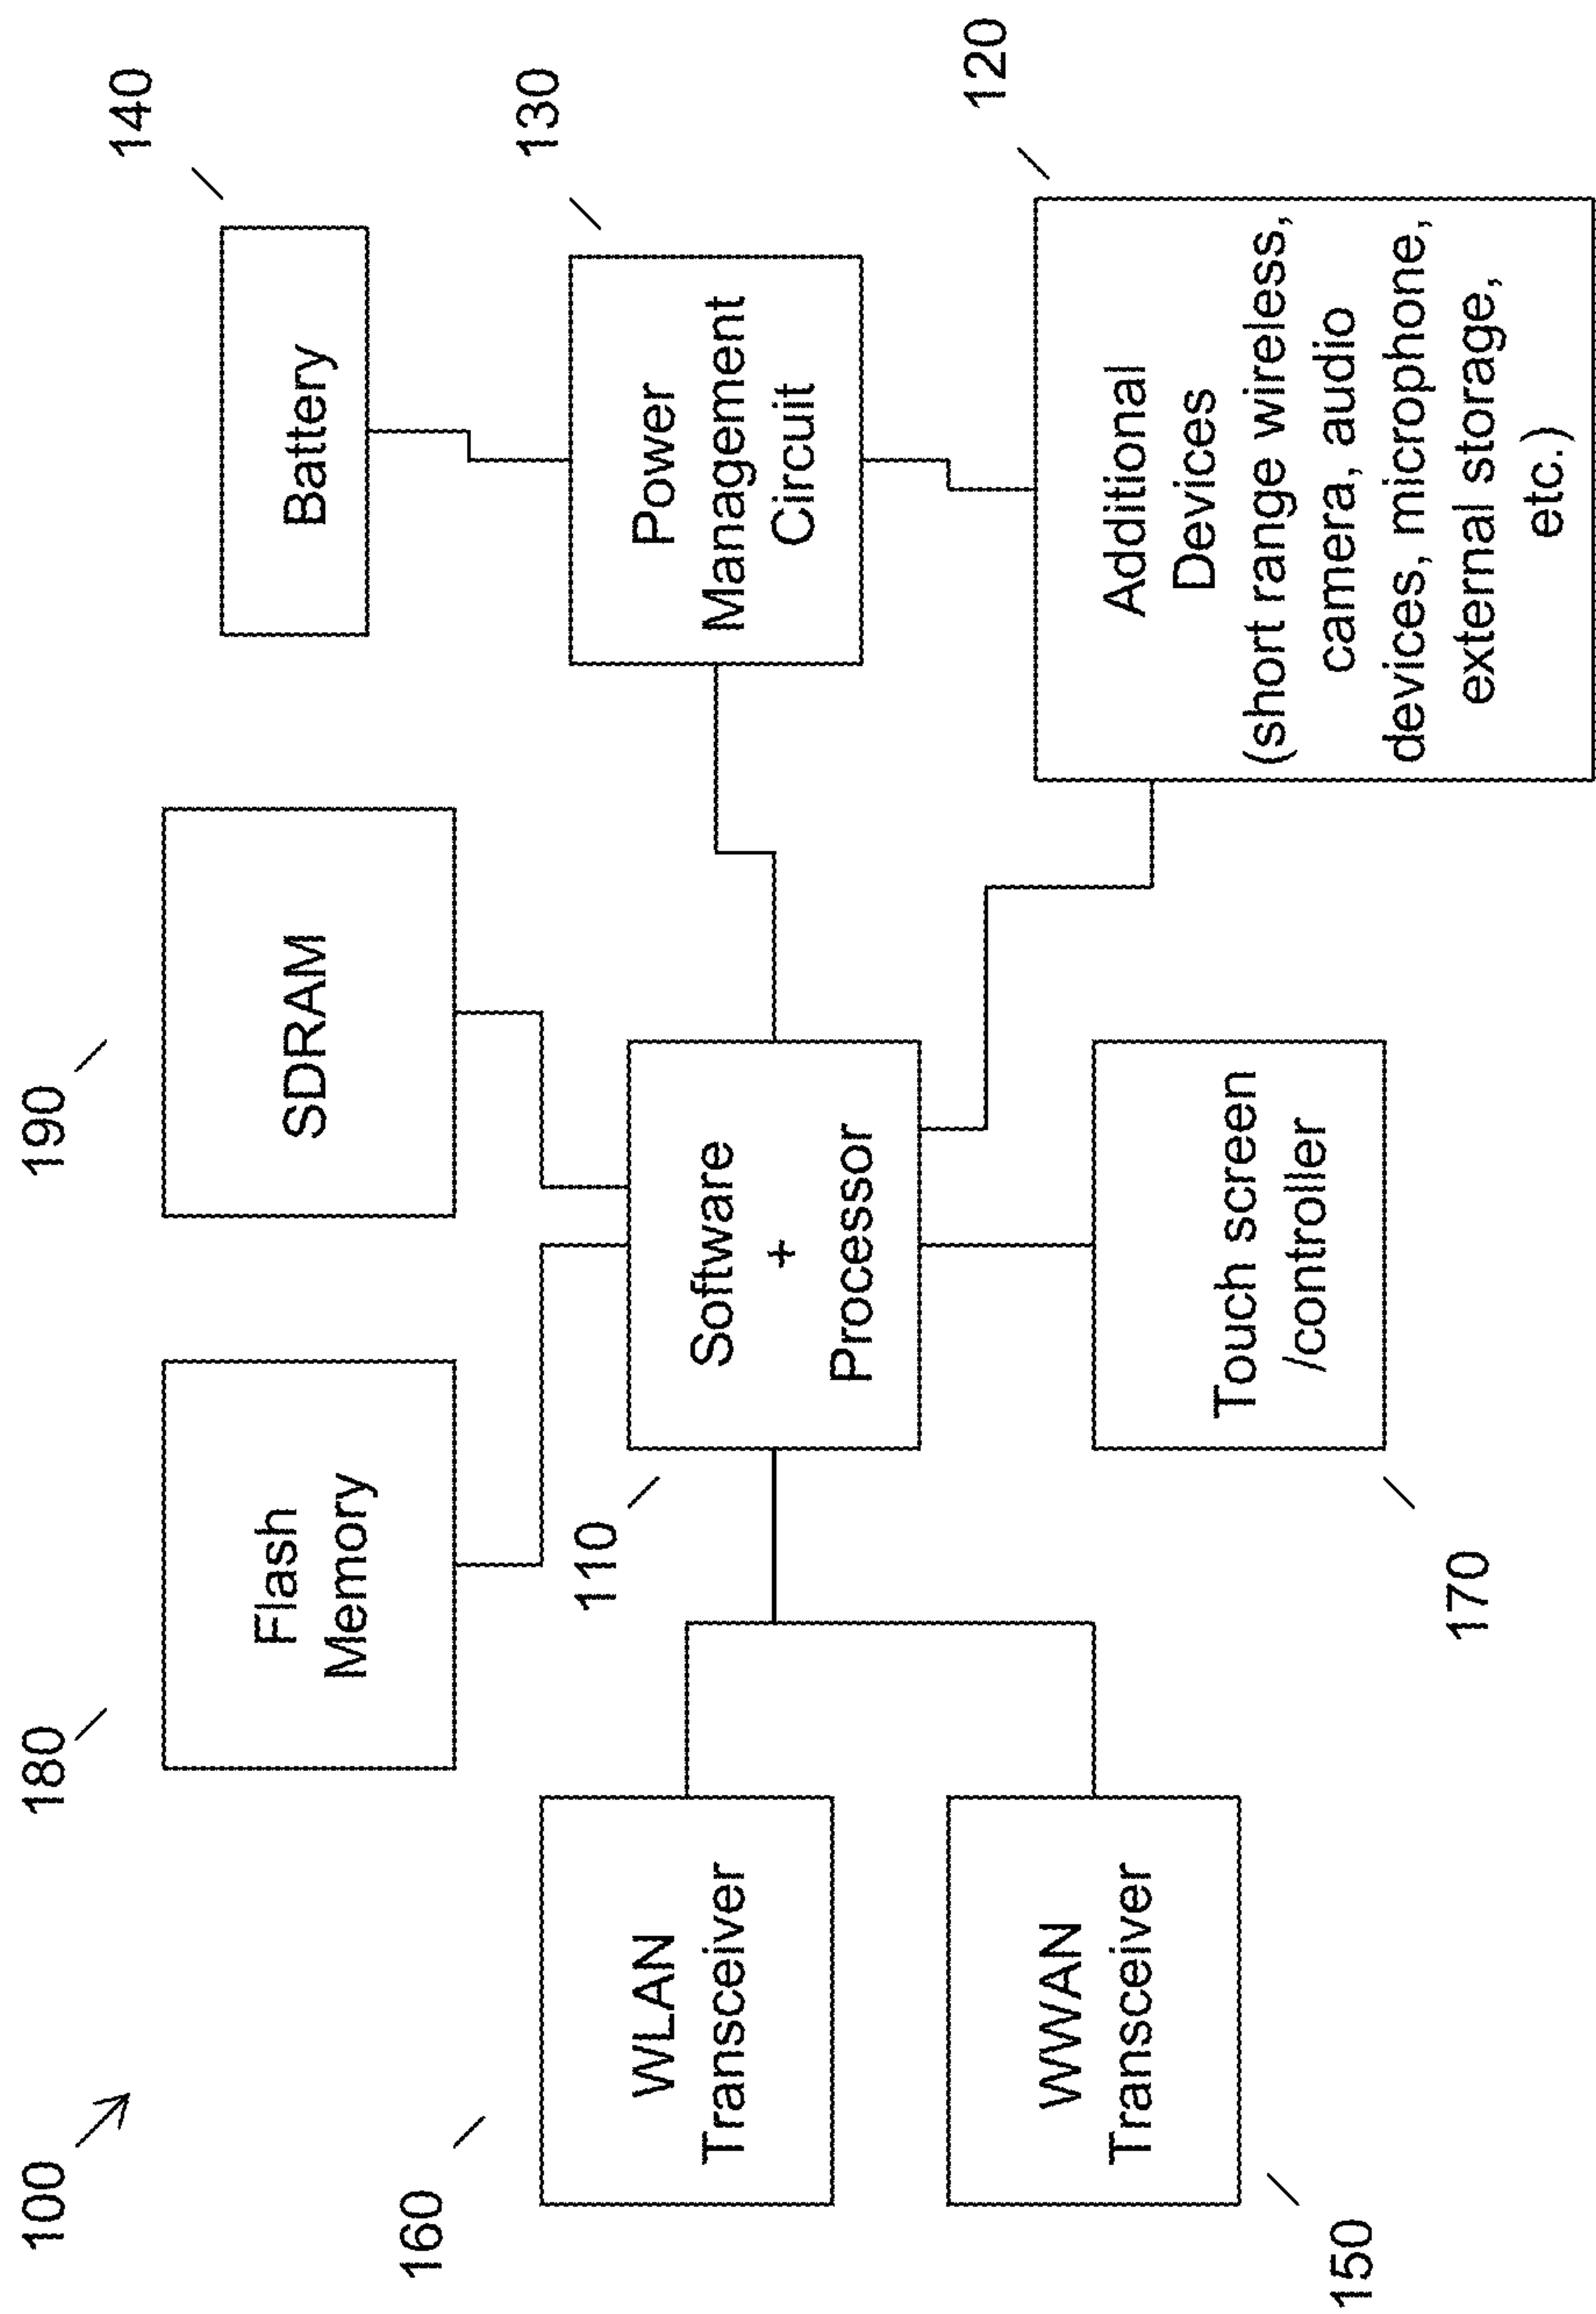 100
180
190
140
Flash
Memory
SDRAM
Battery
160
WLAN
Transceiver
110
Software
+
Processor
130
Power
Management
Circuit
150
WWAN
Transceiver
170
Touch screen
/controller
120
Additional
Devices
(short range wireless,
camera, audio
devices, microphone,
external storage,
etc.)